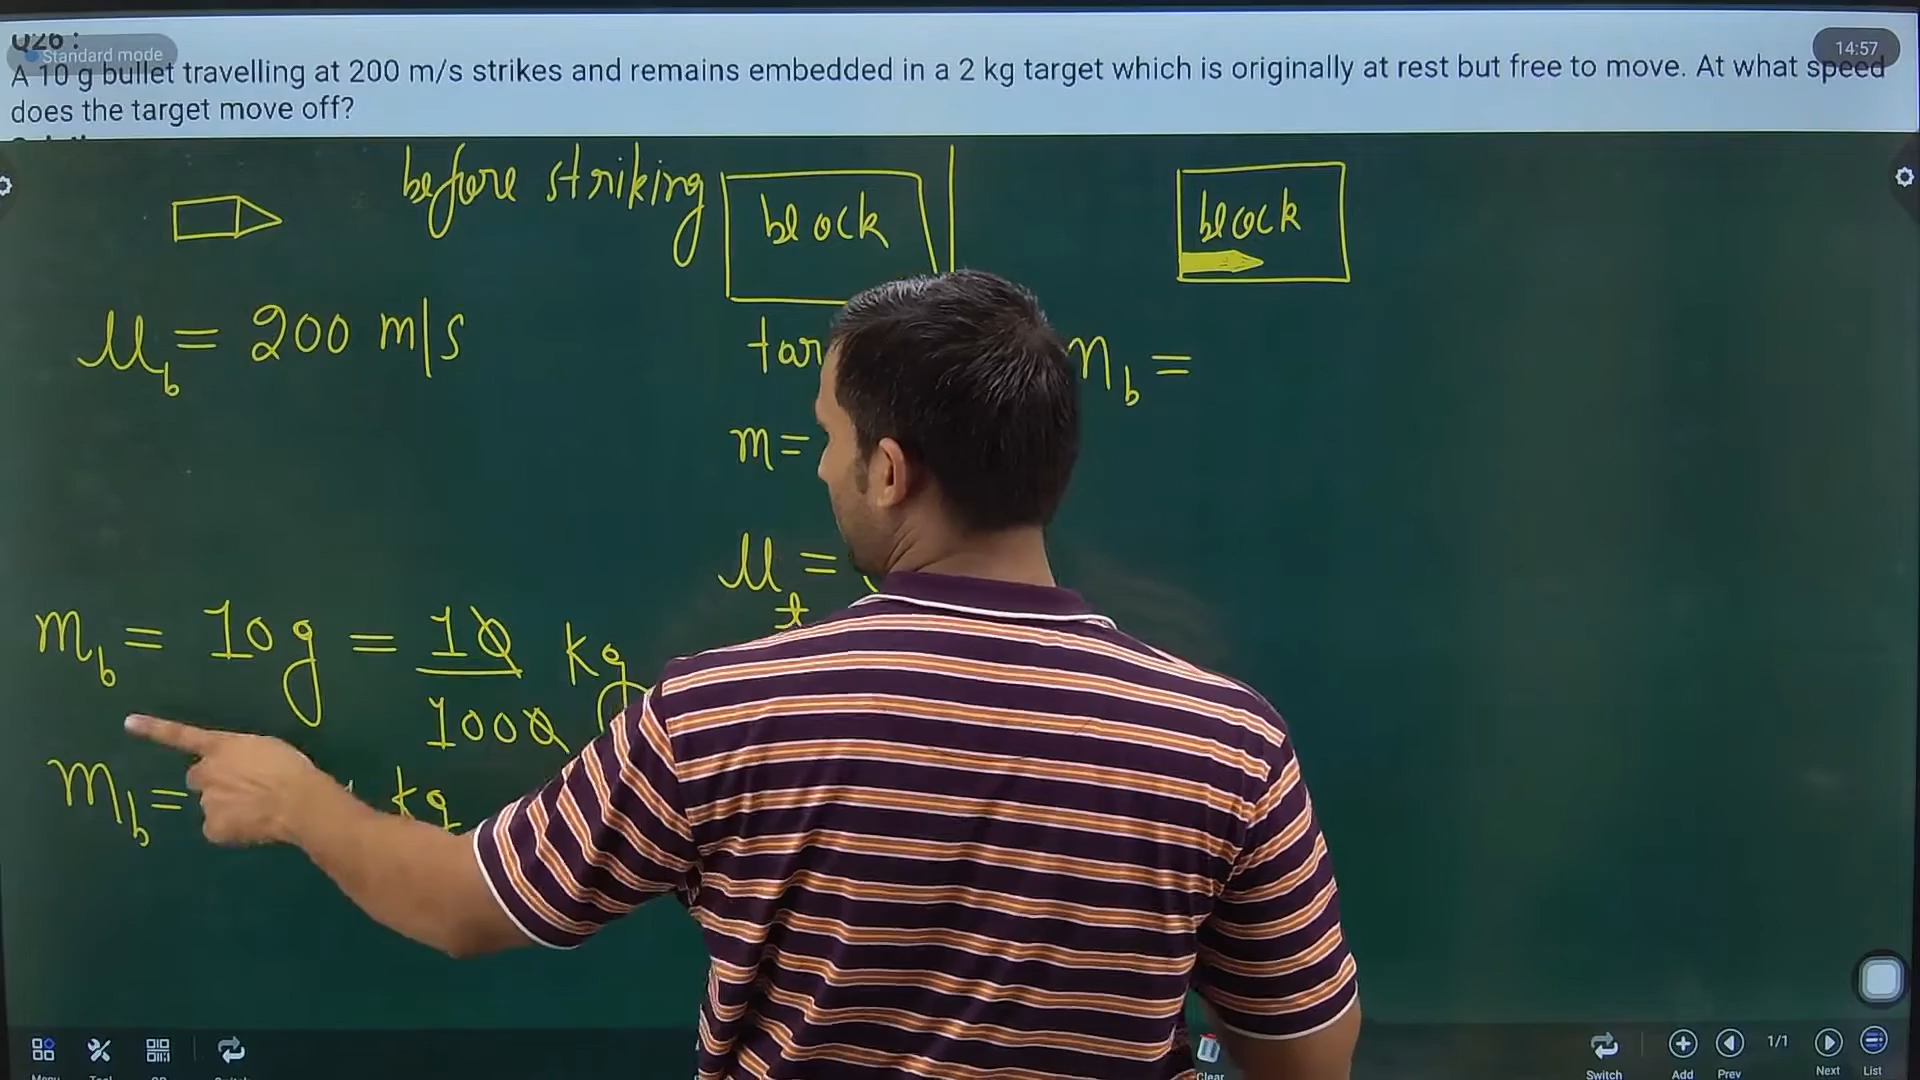 Q26 :
Standard mode
14:57
A 10 g bullet travelling at 200 m/s strikes and remains embedded in a 2 kg target which is originally at rest but free to move. At what speed
does the target move off?
before striking
block
block
u_b = 200 m/s
tar
m_b =
m =
u_t =
m_b = 10 g = 10/1000 kg
m_b = kg
Switch
Add
Prev
1/1
Next
List
Clear